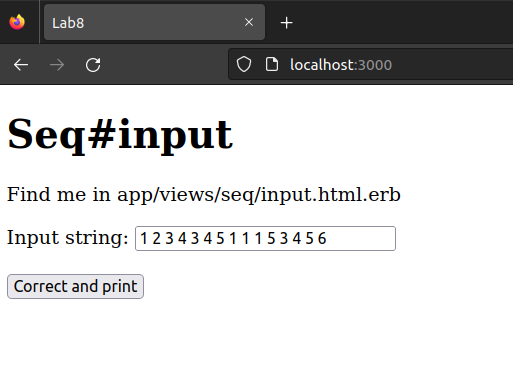 Lab8
localhost:3000
Seq#input
Find me in app/views/seq/input.html.erb
Input string: 1 2 3 4 3 4 5 1 1 1 5 3 4 5 6
Correct and print